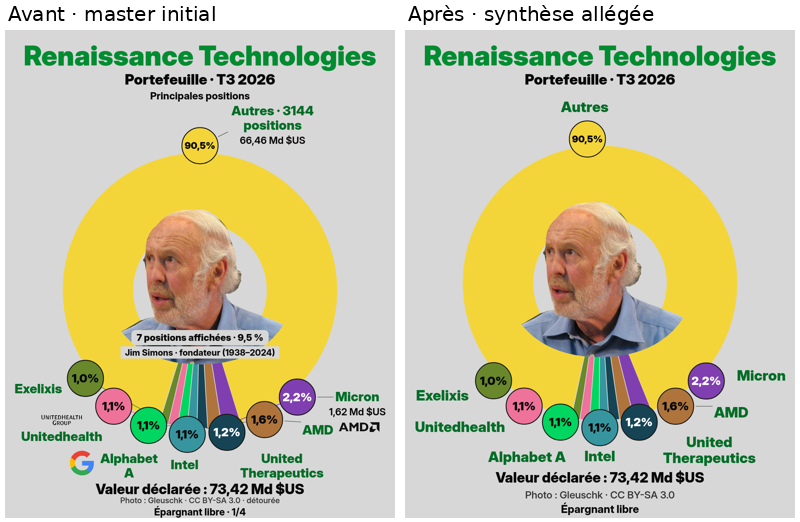 Avant · master initial
Renaissance Technologies
Portefeuille · T3 2026
Principales positions
Autres · 3144
positions
66,46 Md $US
90,5%
7 positions affichées · 9,5 %
Jim Simons · fondateur (1938–2024)
1,0%
Exelixis
1,1%
UNITEDHEALTH
GROUP
Unitedhealth
1,1%
G
Alphabet
A
1,1%
Intel
1,2%
United
Therapeutics
1,6%
AMD
AMD
2,2%
Micron
1,62 Md $US
Valeur déclarée : 73,42 Md $US
Photo : Gleuschk · CC BY-SA 3.0 · détourée
Épargnant libre · 1/4
Après · synthèse allégée
Renaissance Technologies
Portefeuille · T3 2026
Autres
90,5%
1,0%
Exelixis
1,1%
Unitedhealth
1,1%
Alphabet A
1,1%
Intel
1,2%
United
Therapeutics
1,6%
AMD
2,2%
Micron
Valeur déclarée : 73,42 Md $US
Photo : Gleuschk · CC BY-SA 3.0
Épargnant libre